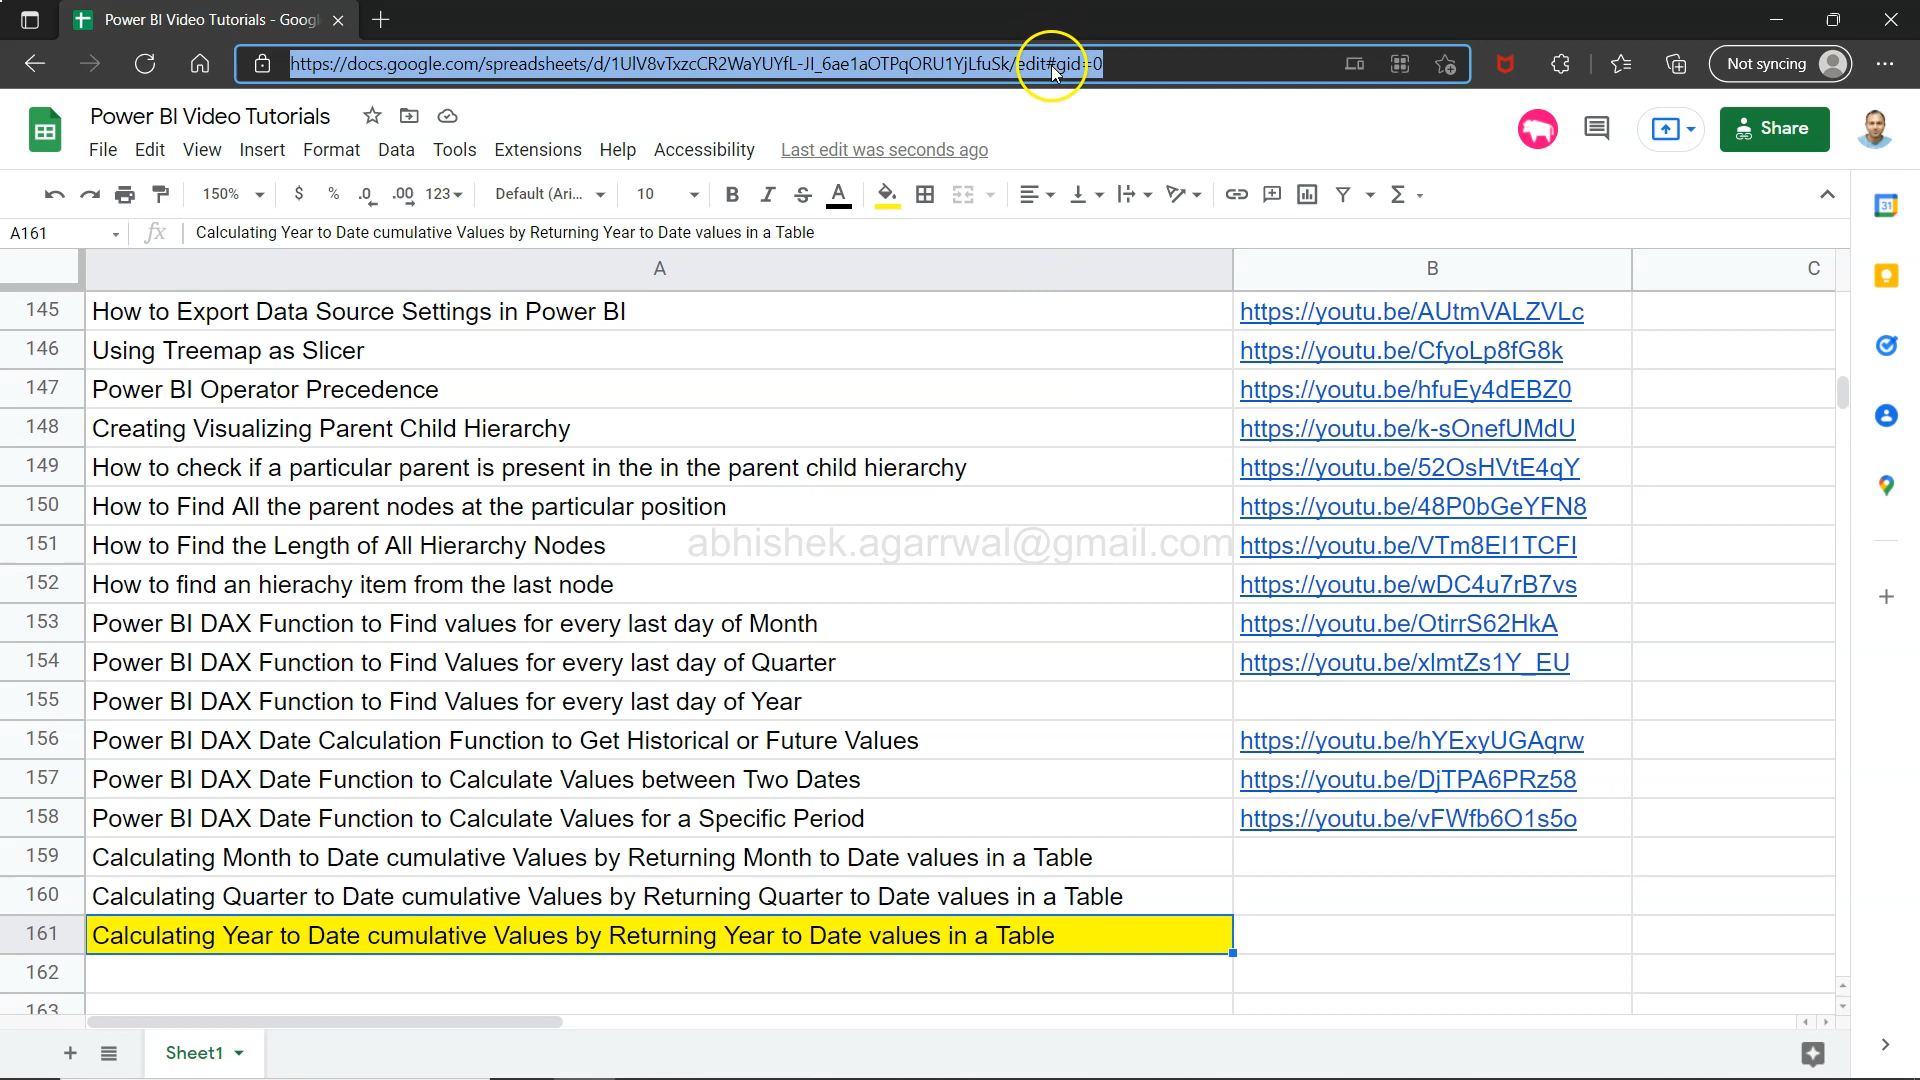 Power BI Video Tutorials - Googl
https://docs.google.com/spreadsheets/d/1UlV8vTxzcCR2WaYUYfL-JI_6ae1aOTPqORU1YjLfuSk/edit#gid=0
Not syncing
Power BI Video Tutorials
File Edit View Insert Format Data Tools Extensions Help Accessibility Last edit was seconds ago
Share
150% $ % .0 .00 123 Default (Ari... 10 B I S A Σ
A161 fx Calculating Year to Date cumulative Values by Returning Year to Date values in a Table
A B C
145 How to Export Data Source Settings in Power BI https://youtu.be/AUtmVALZVLc
146 Using Treemap as Slicer https://youtu.be/CfyoLp8fG8k
147 Power BI Operator Precedence https://youtu.be/hfuEy4dEBZ0
148 Creating Visualizing Parent Child Hierarchy https://youtu.be/k-sOnefUMdU
149 How to check if a particular parent is present in the in the parent child hierarchy https://youtu.be/52OsHVtE4qY
150 How to Find All the parent nodes at the particular position https://youtu.be/48P0bGeYFN8
151 How to Find the Length of All Hierarchy Nodes https://youtu.be/VTm8EI1TCFI
abhishek.agarrwal@gmail.com
152 How to find an hierachy item from the last node https://youtu.be/wDC4u7rB7vs
153 Power BI DAX Function to Find values for every last day of Month https://youtu.be/OtirrS62HkA
154 Power BI DAX Function to Find Values for every last day of Quarter https://youtu.be/xlmtZs1Y_EU
155 Power BI DAX Function to Find Values for every last day of Year
156 Power BI DAX Date Calculation Function to Get Historical or Future Values https://youtu.be/hYExyUGAqrw
157 Power BI DAX Date Function to Calculate Values between Two Dates https://youtu.be/DjTPA6PRz58
158 Power BI DAX Date Function to Calculate Values for a Specific Period https://youtu.be/vFWfb6O1s5o
159 Calculating Month to Date cumulative Values by Returning Month to Date values in a Table
160 Calculating Quarter to Date cumulative Values by Returning Quarter to Date values in a Table
161 Calculating Year to Date cumulative Values by Returning Year to Date values in a Table
162
163
Sheet1
31